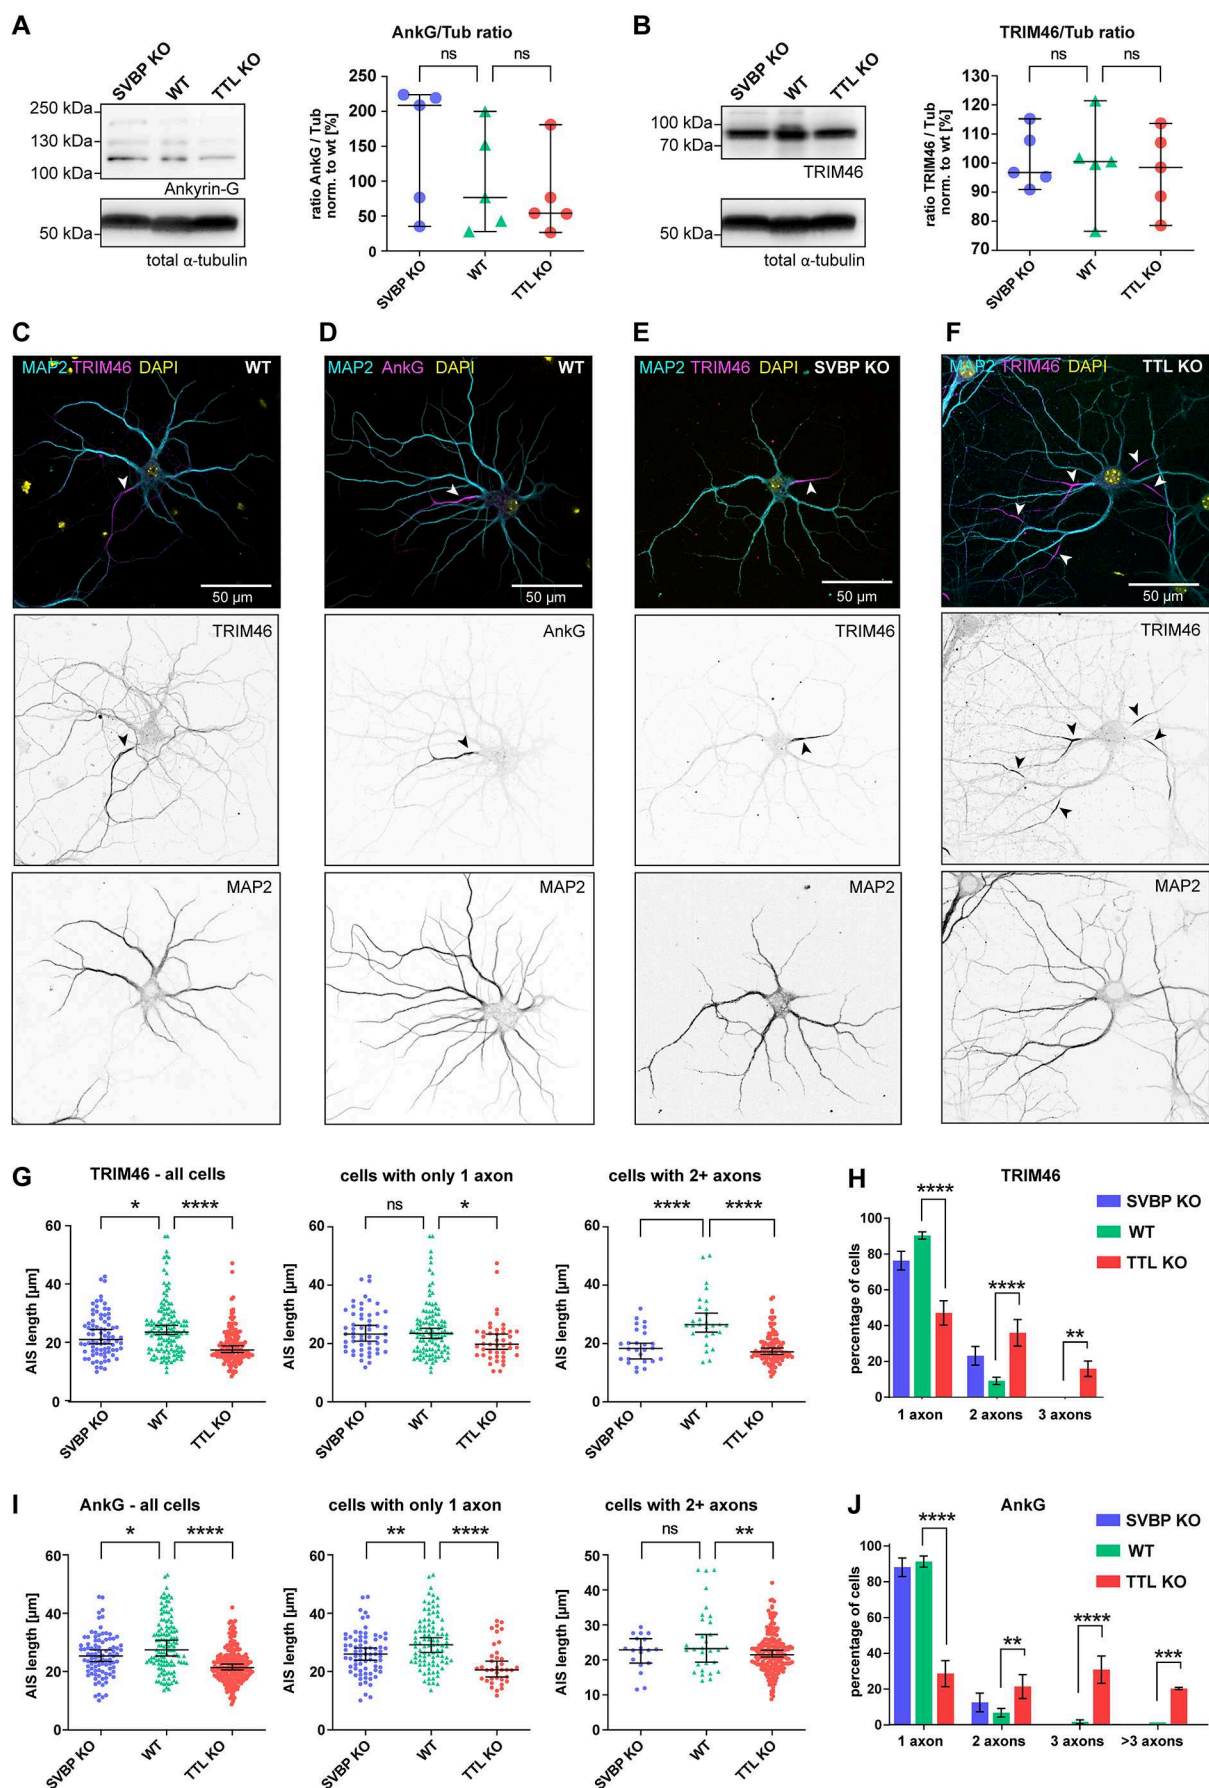 A
SVBP KO
WT
TTL KO
250 kDa
130 kDa
100 kDa
Ankyrin-G
50 kDa
total α-tubulin
AnkG/Tub ratio
ns
ns
ratio AnkG / Tub
norm. to wt [%]
250
200
150
100
50
0
SVBP KO
WT
TTL KO
B
SVBP KO
WT
TTL KO
100 kDa
70 kDa
TRIM46
50 kDa
total α-tubulin
TRIM46/Tub ratio
ns
ns
ratio TRIM46 / Tub
norm. to wt [%]
130
120
110
100
90
80
70
SVBP KO
WT
TTL KO
C
MAP2 TRIM46 DAPI WT
50 µm
TRIM46
MAP2
D
MAP2 AnkG DAPI WT
50 µm
AnkG
MAP2
E
MAP2 TRIM46 DAPI SVBP KO
50 µm
TRIM46
MAP2
F
MAP2 TRIM46 DAPI TTL KO
50 µm
TRIM46
MAP2
G
TRIM46 - all cells
* ****
AIS length [µm]
60
40
20
0
SVBP KO
WT
TTL KO
cells with only 1 axon
ns *
AIS length [µm]
60
40
20
0
SVBP KO
WT
TTL KO
cells with 2+ axons
**** ****
AIS length [µm]
60
40
20
0
SVBP KO
WT
TTL KO
H
TRIM46
****
****
**
percentage of cells
100
80
60
40
20
0
1 axon 2 axons 3 axons
SVBP KO
WT
TTL KO
I
AnkG - all cells
* ****
AIS length [µm]
60
40
20
0
SVBP KO
WT
TTL KO
cells with only 1 axon
** ****
AIS length [µm]
60
40
20
0
SVBP KO
WT
TTL KO
cells with 2+ axons
ns **
AIS length [µm]
50
40
30
20
10
0
SVBP KO
WT
TTL KO
J
AnkG
****
**
****
***
percentage of cells
100
80
60
40
20
0
1 axon 2 axons 3 axons >3 axons
SVBP KO
WT
TTL KO